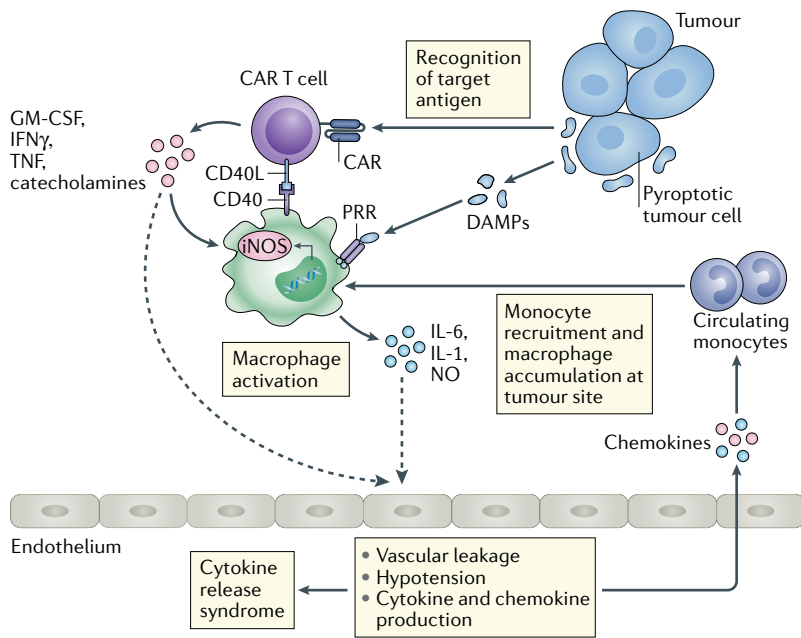 Tumour
Recognition
of target
antigen
CAR T cell
GM-CSF,
IFNγ,
TNF,
catecholamines
CAR
CD40L
CD40
PRR
DAMPs
Pyroptotic
tumour cell
iNOS
Macrophage
activation
IL-6,
IL-1,
NO
Monocyte
recruitment and
macrophage
accumulation at
tumour site
Circulating
monocytes
Chemokines
Endothelium
Cytokine
release
syndrome
• Vascular leakage
• Hypotension
• Cytokine and chemokine
production